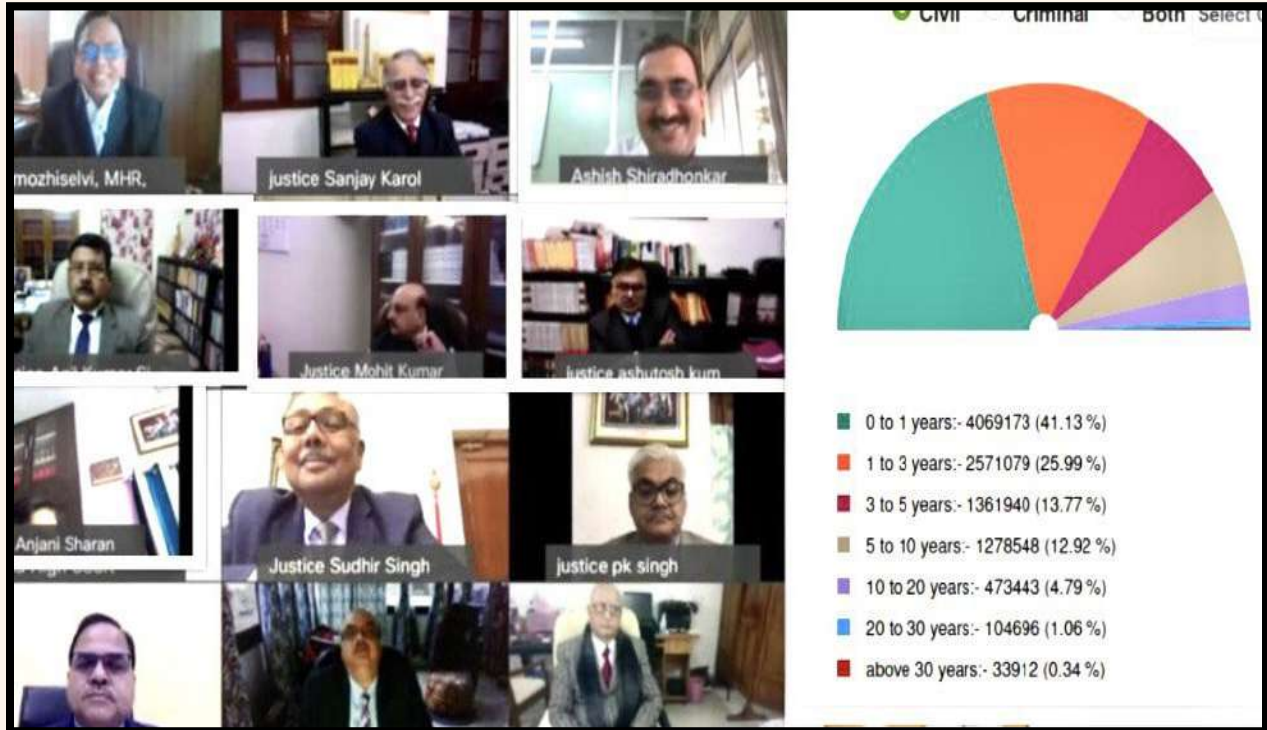 Civil Criminal Both Select
mozhiselvi, MHR,
justice Sanjay Karol
Ashish Shiradhonkar
Justice Mohit Kumar
justice ashutosh kum
Anjani Sharan
Justice Sudhir Singh
justice pk singh
0 to 1 years:- 4069173 (41.13 %)
1 to 3 years:- 2571079 (25.99 %)
3 to 5 years:- 1361940 (13.77 %)
5 to 10 years:- 1278548 (12.92 %)
10 to 20 years:- 473443 (4.79 %)
20 to 30 years:- 104696 (1.06 %)
above 30 years:- 33912 (0.34 %)